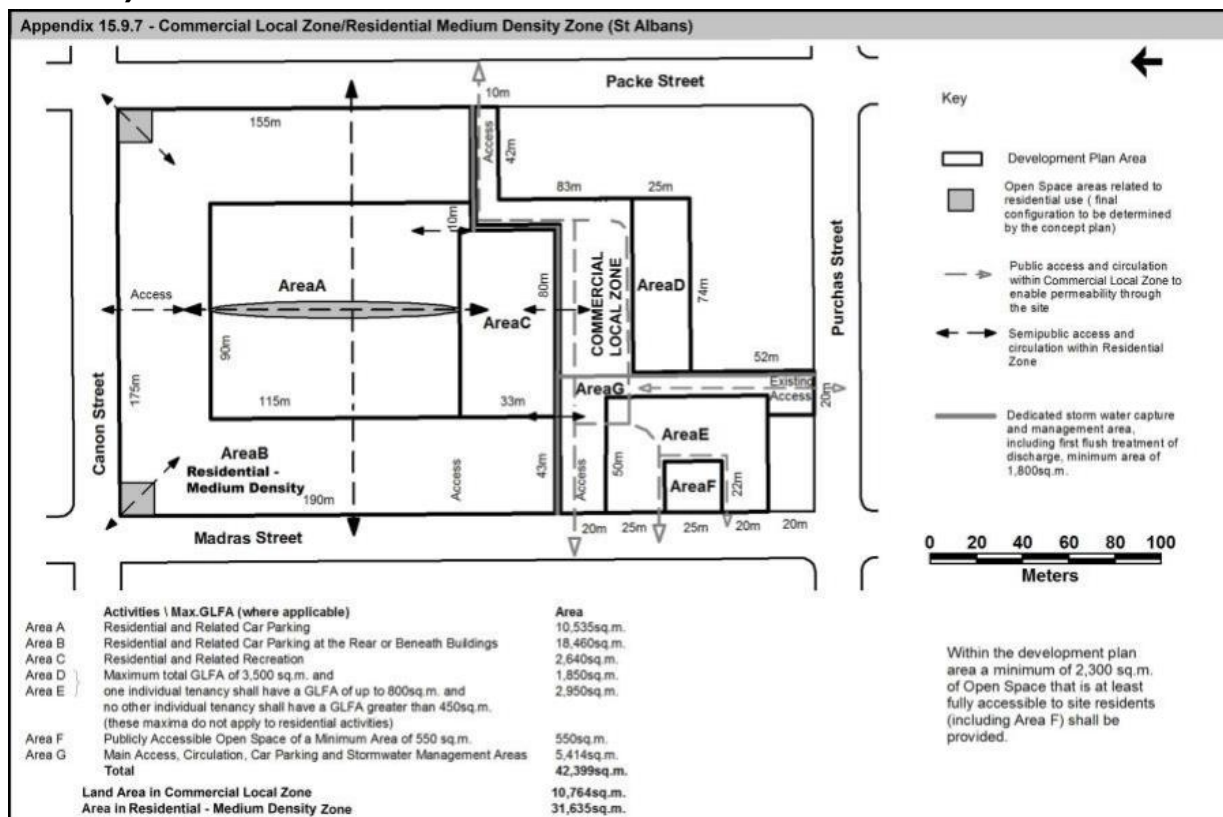 Appendix 15.9.7 - Commercial Local Zone/Residential Medium Density Zone (St Albans)
Packe Street
10m
155m
Access
42m
83m
25m
10m
Access
AreaA
80m
AreaC
COMMERCIAL
LOCAL ZONE
AreaD
74m
Purchas Street
Canon Street
175m
90m
115m
33m
52m
AreaG
Existing
Access
20m
AreaB
Residential -
Medium Density
190m
Access
43m
Access
50m
AreaE
AreaF
22m
20m
25m
25m
20m
20m
Madras Street
Key
Development Plan Area
Open Space areas related to
residential use ( final
configuration to be determined
by the concept plan)
Public access and circulation
within Commercial Local Zone to
enable permeability through
the site
Semipublic access and
circulation within Residential
Zone
Dedicated storm water capture
and management area,
including first flush treatment of
discharge, minimum area of
1,800sq.m.
0 20 40 60 80 100
Meters
Within the development plan
area a minimum of 2,300 sq.m.
of Open Space that is at least
fully accessible to site residents
(including Area F) shall be
provided.
Activities \ Max.GLFA (where applicable) Area
Area A Residential and Related Car Parking 10,535sq.m.
Area B Residential and Related Car Parking at the Rear or Beneath Buildings 18,460sq.m.
Area C Residential and Related Recreation 2,640sq.m.
Area D Maximum total GLFA of 3,500 sq.m. and 1,850sq.m.
Area E one individual tenancy shall have a GLFA of up to 800sq.m. and 2,950sq.m.
no other individual tenancy shall have a GLFA greater than 450sq.m.
(these maxima do not apply to residential activities)
Area F Publicly Accessible Open Space of a Minimum Area of 550 sq.m. 550sq.m.
Area G Main Access, Circulation, Car Parking and Stormwater Management Areas 5,414sq.m.
Total 42,399sq.m.
Land Area in Commercial Local Zone 10,764sq.m.
Area in Residential - Medium Density Zone 31,635sq.m.